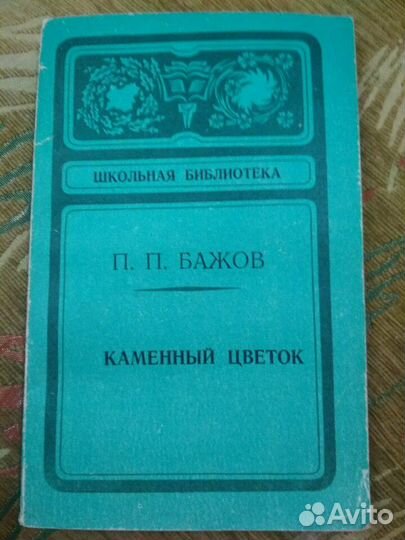 ШКОЛЬНАЯ БИБЛИОТЕКА
П. П. БАЖОВ
КАМЕННЫЙ ЦВЕТОК
Avito